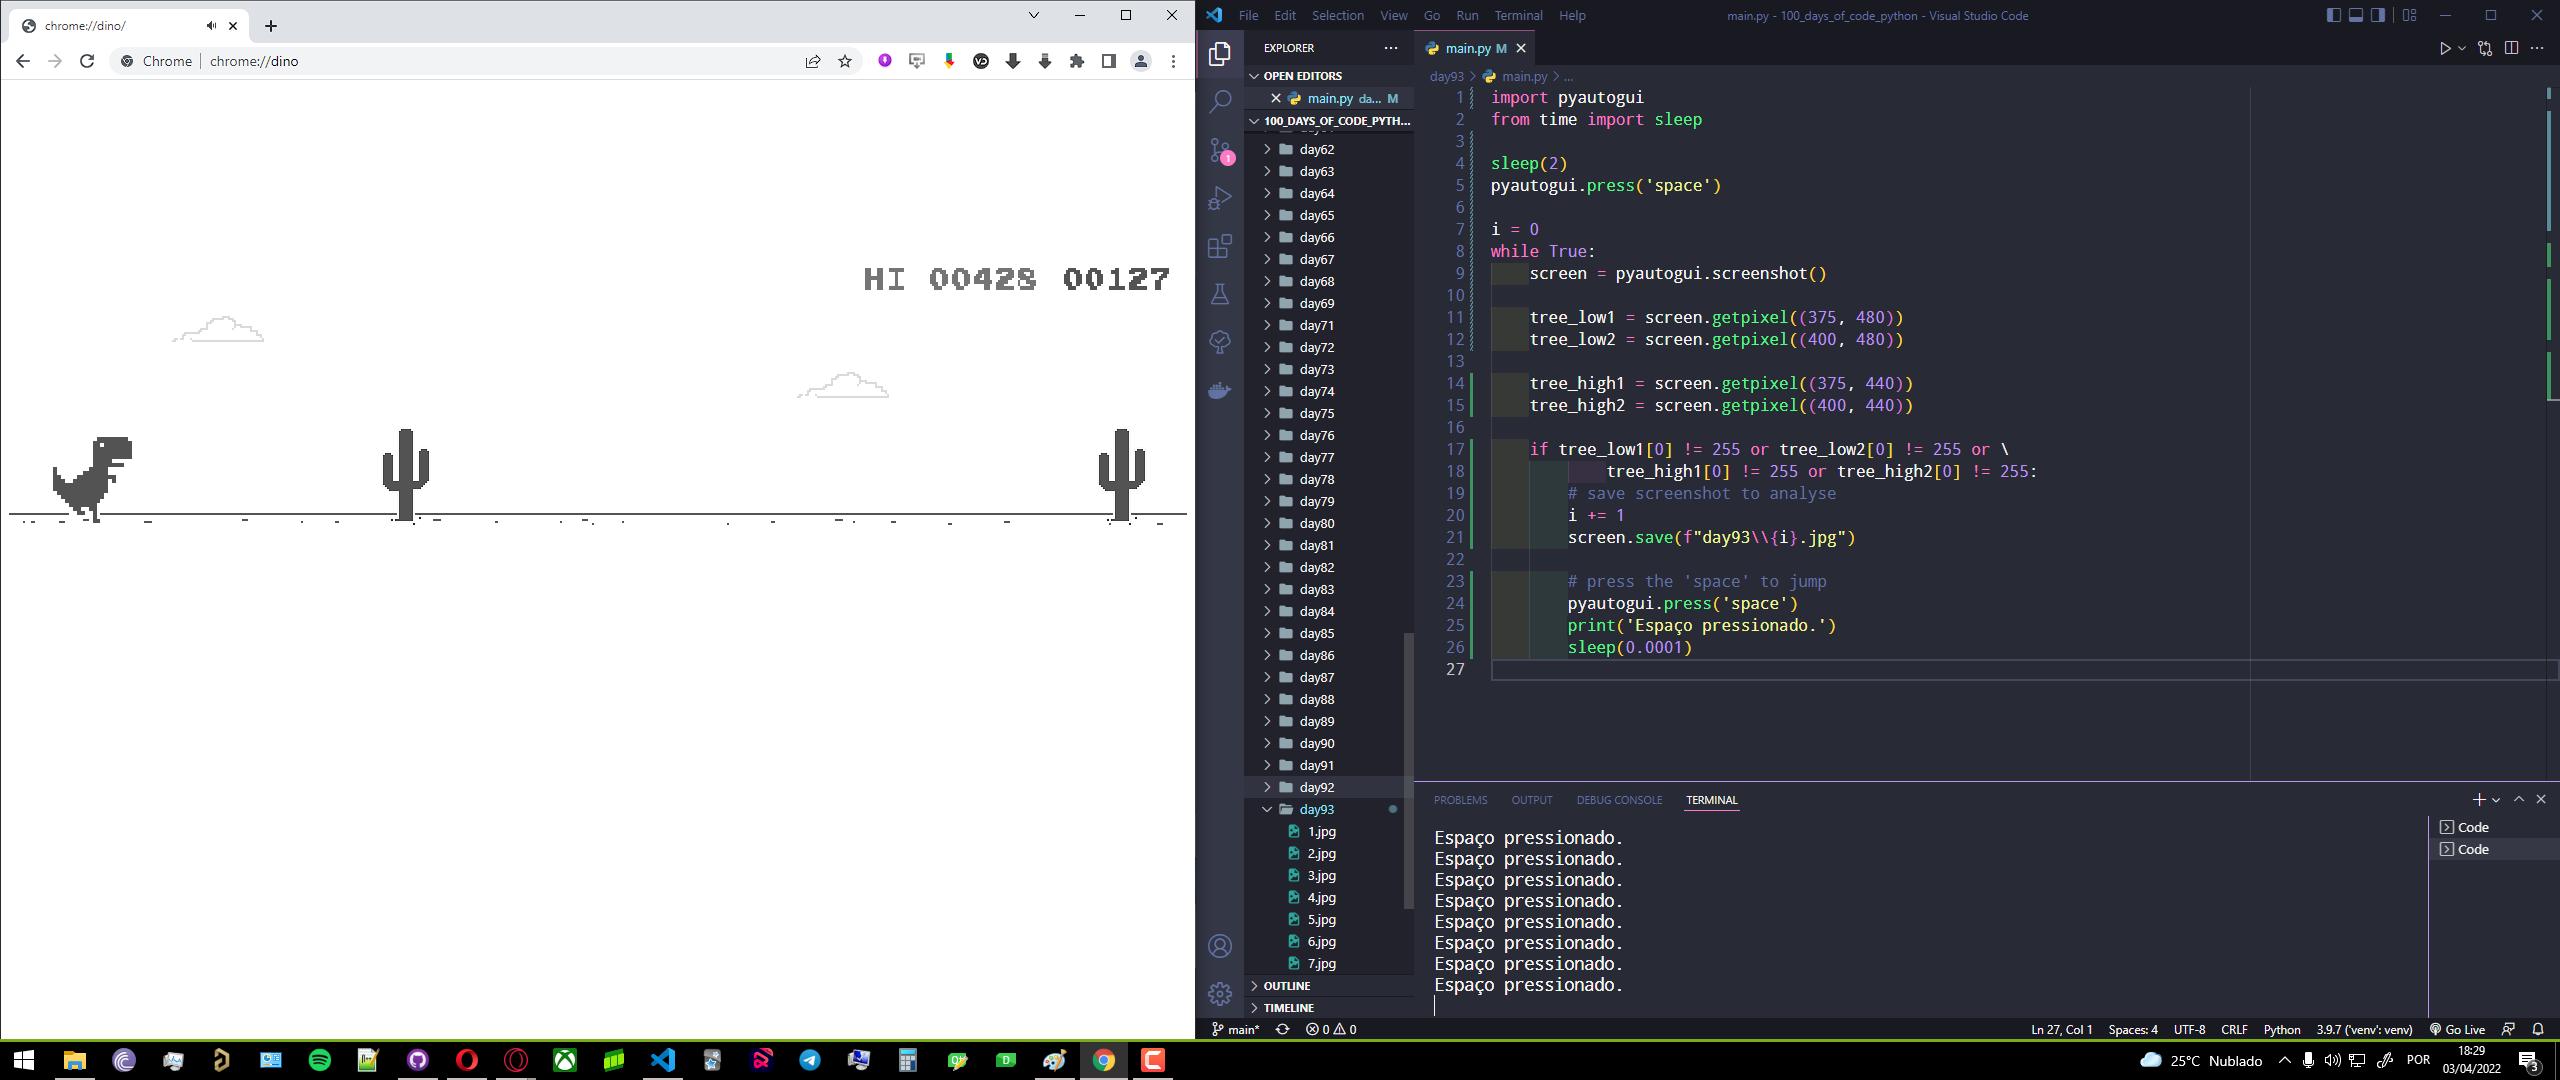 chrome://dino/
Chrome | chrome://dino
HI 00428 00127
File Edit Selection View Go Run Terminal Help
main.py - 100_days_of_code_python - Visual Studio Code
EXPLORER
OPEN EDITORS
main.py da... M
100_DAYS_OF_CODE_PYTH...
day62
day63
day64
day65
day66
day67
day68
day69
day71
day72
day73
day74
day75
day76
day77
day78
day79
day80
day81
day82
day83
day84
day85
day86
day87
day88
day89
day90
day91
day92
day93
1.jpg
2.jpg
3.jpg
4.jpg
5.jpg
6.jpg
7.jpg
OUTLINE
TIMELINE
1
main.py M
day93 > main.py > ...
1 import pyautogui
2 from time import sleep
3
4 sleep(2)
5 pyautogui.press('space')
6
7 i = 0
8 while True:
9 screen = pyautogui.screenshot()
10
11 tree_low1 = screen.getpixel((375, 480))
12 tree_low2 = screen.getpixel((400, 480))
13
14 tree_high1 = screen.getpixel((375, 440))
15 tree_high2 = screen.getpixel((400, 440))
16
17 if tree_low1[0] != 255 or tree_low2[0] != 255 or \
18 tree_high1[0] != 255 or tree_high2[0] != 255:
19 # save screenshot to analyse
20 i += 1
21 screen.save(f"day93\\{i}.jpg")
22
23 # press the 'space' to jump
24 pyautogui.press('space')
25 print('Espaço pressionado.')
26 sleep(0.0001)
27
PROBLEMS OUTPUT DEBUG CONSOLE TERMINAL
Espaço pressionado.
Espaço pressionado.
Espaço pressionado.
Espaço pressionado.
Espaço pressionado.
Espaço pressionado.
Espaço pressionado.
Espaço pressionado.
Code
Code
main* 0 0
Ln 27, Col 1 Spaces: 4 UTF-8 CRLF Python 3.9.7 ('venv': venv) Go Live
25°C Nublado
POR
18:29
03/04/2022
3